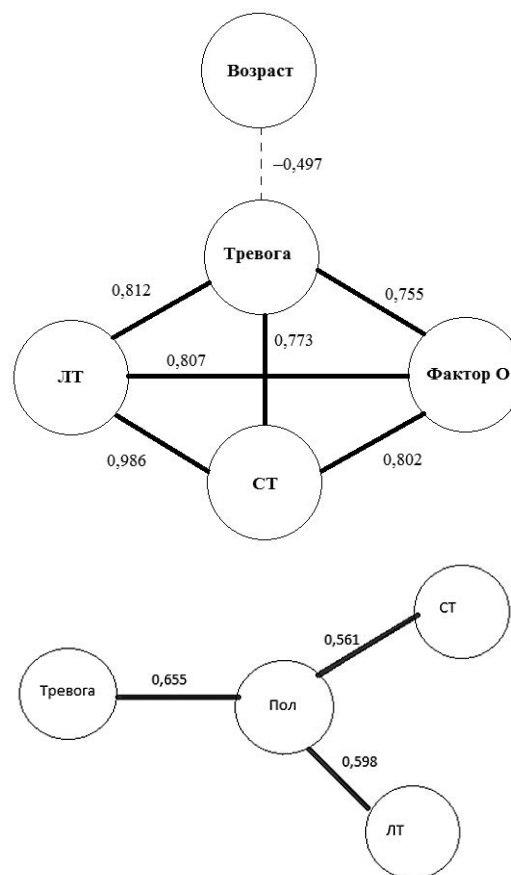 Возраст
–0,497
Тревога
0,812
0,755
0,773
ЛТ
0,807
Фактор О
0,986
0,802
СТ
СТ
0,561
Тревога
0,655
Пол
0,598
ЛТ